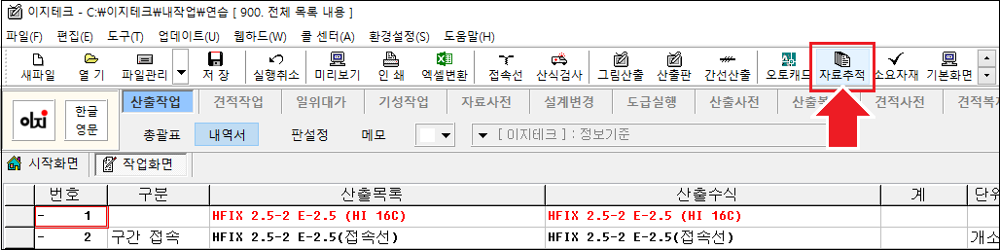 이지테크 - C:\이지테크\내작업\연습 [ 900. 전체 목록 내용 ]
파일(F) 편집(E) 도구(T) 업데이트(U) 웹하드(W) 콜 센터(A) 환경설정(S) 도움말(H)
새파일 열 기 파일관리 저 장 실행취소 미리보기 인 쇄 엑셀변환 접속선 산식검사 그림산출 산출판 간선산출 오토캐드 자료추적 소요자재 기본화면
이지 한글 산출작업 견적작업 일위대가 기성작업 자료사전 설계변경 도급실행 산출사전 산출복 견적사전 견적복
영문 총괄표 내역서 판설정 메모 [ 이지테크 ] : 정보기준
시작화면 작업화면
번호 구분 산출목록 산출수식 계 단위
- 1 HFIX 2.5-2 E-2.5 (HI 16C) HFIX 2.5-2 E-2.5 (HI 16C)
- 2 구간 접속 HFIX 2.5-2 E-2.5(접속선) HFIX 2.5-2 E-2.5(접속선) 개소